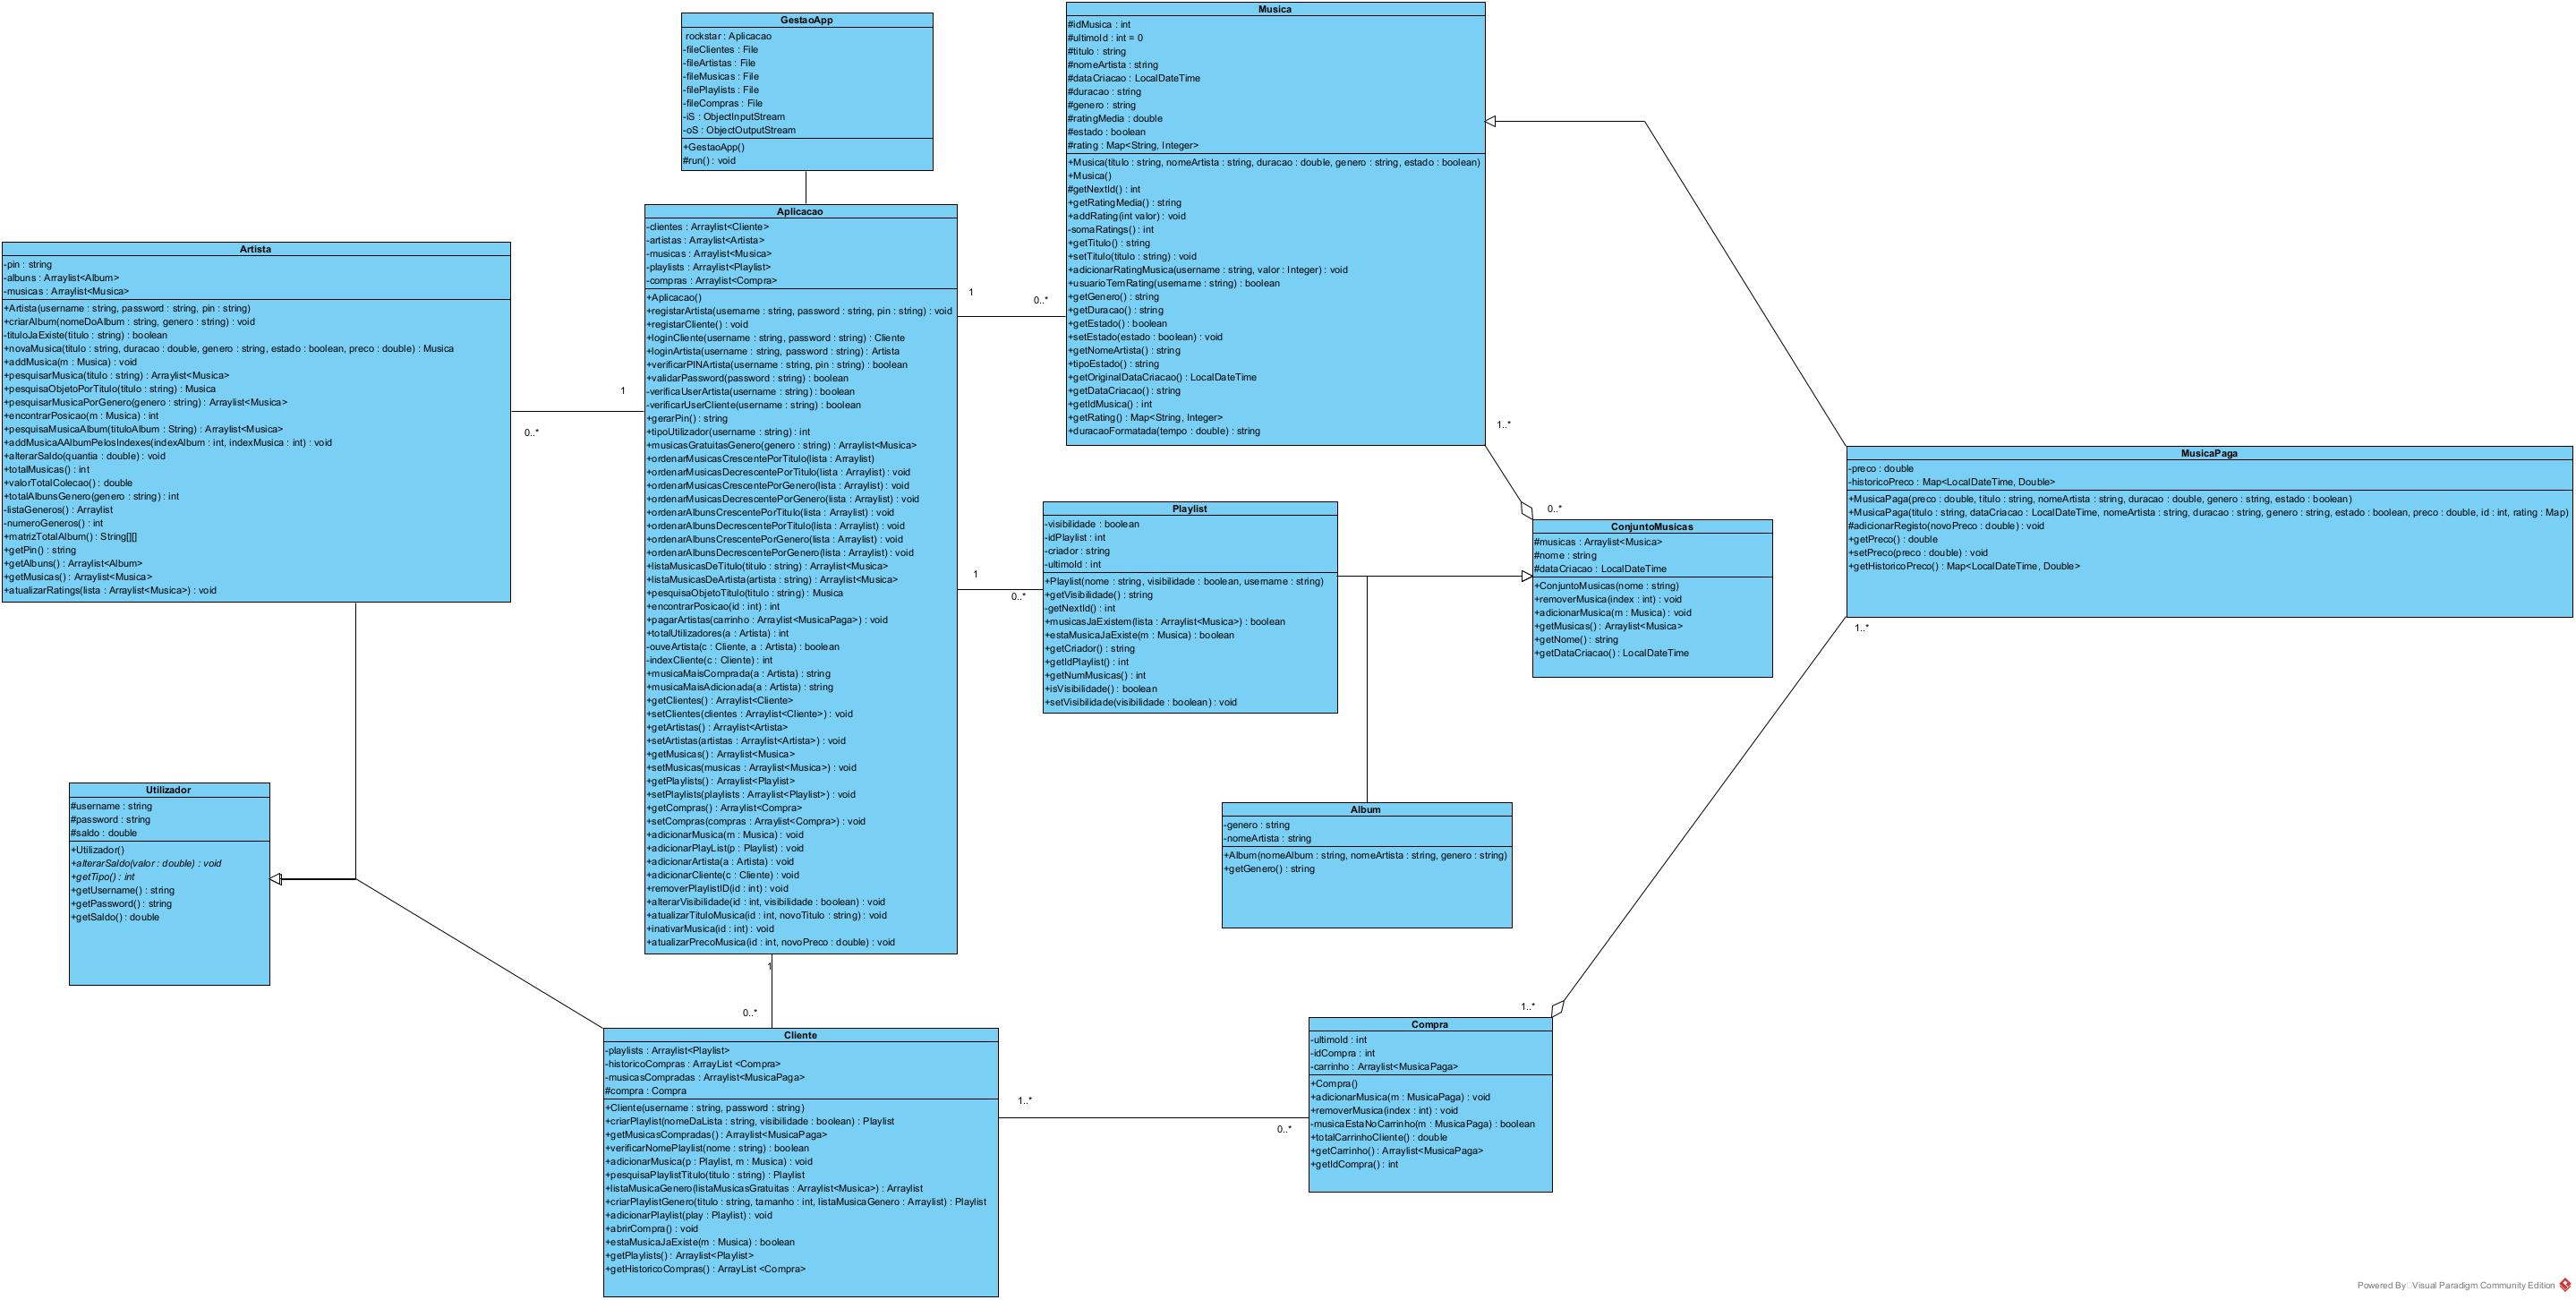 GestaoApp
rockstar : Aplicacao
-fileClientes : File
-fileArtistas : File
-fileMusicas : File
-filePlaylists : File
-fileCompras : File
-iS : ObjectInputStream
-oS : ObjectOutputStream
+GestaoApp()
#run() : void
Musica
#idMusica : int
#ultimoId : int = 0
#titulo : string
#nomeArtista : string
#dataCriacao : LocalDateTime
#duracao : string
#genero : string
#ratingMedia : double
#estado : boolean
#rating : Map<String, Integer>
+Musica(titulo : string, nomeArtista : string, duracao : double, genero : string, estado : boolean)
+Musica()
#getNextId() : int
+getRatingMedia() : string
+addRating(int valor) : void
-somaRatings() : int
+getTitulo() : string
+setTitulo(titulo : string) : void
+adicionarRatingMusica(username : string, valor : Integer) : void
+usuarioTemRating(username : string) : boolean
+getGenero() : string
+getDuracao() : string
+getEstado() : boolean
+setEstado(estado : boolean) : void
+getNomeArtista() : string
+tipoEstado() : string
+getOriginalDataCriacao() : LocalDateTime
+getDataCriacao() : string
+getIdMusica() : int
+getRating() : Map<String, Integer>
+duracaoFormatada(tempo : double) : string
Artista
-pin : string
-albuns : Arraylist<Album>
-musicas : Arraylist<Musica>
+Artista(username : string, password : string, pin : string)
+criarAlbum(nomeDoAlbum : string, genero : string) : void
-tituloJaExiste(titulo : string) : boolean
+novaMusica(titulo : string, duracao : double, genero : string, estado : boolean, preco : double) : Musica
+addMusica(m : Musica) : void
+pesquisarMusica(titulo : string) : Arraylist<Musica>
+pesquisaObjetoPorTitulo(titulo : string) : Musica
+pesquisarMusicaPorGenero(genero : string) : Arraylist<Musica>
+encontrarPosicao(m : Musica) : int
+pesquisaMusicaAlbum(tituloAlbum : String) : Arraylist<Musica>
+addMusicaAAlbumPelosIndexes(indexAlbum : int, indexMusica : int) : void
+alterarSaldo(quantia : double) : void
+totalMusicas() : int
+valorTotalColecao() : double
+totalAlbunsGenero(genero : string) : int
-listaGeneros() : Arraylist
-numeroGeneros() : int
+matrizTotalAlbum() : String[][]
+getPin() : string
+getAlbuns() : Arraylist<Album>
+getMusicas() : Arraylist<Musica>
+atualizarRatings(lista : Arraylist<Musica>) : void
1
0..*
Aplicacao
-clientes : Arraylist<Cliente>
-artistas : Arraylist<Artista>
-musicas : Arraylist<Musica>
-playlists : Arraylist<Playlist>
-compras : Arraylist<Compra>
+Aplicacao()
+registarArtista(username : string, password : string, pin : string) : void
+registarCliente() : void
+loginCliente(username : string, password : string) : Cliente
+loginArtista(username : string, password : string) : Artista
+verificarPINArtista(username : string, pin : string) : boolean
+validarPassword(password : string) : boolean
-verificaUserArtista(username : string) : boolean
-verificarUserCliente(username : string) : boolean
+gerarPin() : string
+tipoUtilizador(username : string) : int
+musicasGratuitasGenero(genero : string) : Arraylist<Musica>
+ordenarMusicasCrescentePorTitulo(lista : Arraylist)
+ordenarMusicasDecrescentePorTitulo(lista : Arraylist) : void
+ordenarMusicasCrescentePorGenero(lista : Arraylist) : void
+ordenarMusicasDecrescentePorGenero(lista : Arraylist) : void
+ordenarAlbunsCrescentePorTitulo(lista : Arraylist) : void
+ordenarAlbunsDecrescentePorTitulo(lista : Arraylist) : void
+ordenarAlbunsCrescentePorGenero(lista : Arraylist) : void
+ordenarAlbunsDecrescentePorGenero(lista : Arraylist) : void
+listaMusicasDeTitulo(titulo : string) : Arraylist<Musica>
+listaMusicasDeArtista(artista : string) : Arraylist<Musica>
+pesquisaObjetoTitulo(titulo : string) : Musica
+encontrarPosicao(id : int) : int
+pagarArtistas(carrinho : Arraylist<MusicaPaga>) : void
+totalUtilizadores(a : Artista) : int
-ouveArtista(c : Cliente, a : Artista) : boolean
-indexCliente(c : Cliente) : int
+musicaMaisComprada(a : Artista) : string
+musicaMaisAdicionada(a : Artista) : string
+getClientes() : Arraylist<Cliente>
+setClientes(clientes : Arraylist<Cliente>) : void
+getArtistas() : Arraylist<Artista>
+setArtistas(artistas : Arraylist<Artista>) : void
+getMusicas() : Arraylist<Musica>
+setMusicas(musicas : Arraylist<Musica>) : void
+getPlaylists() : Arraylist<Playlist>
+setPlaylists(playlists : Arraylist<Playlist>) : void
+getCompras() : Arraylist<Compra>
+setCompras(compras : Arraylist<Compra>) : void
+adicionarMusica(m : Musica) : void
+adicionarPlayList(p : Playlist) : void
+adicionarArtista(a : Artista) : void
+adicionarCliente(c : Cliente) : void
+removerPlaylistID(id : int) : void
+alterarVisibilidade(id : int, visibilidade : boolean) : void
+atualizarTituloMusica(id : int, novoTitulo : string) : void
+inativarMusica(id : int) : void
+atualizarPrecoMusica(id : int, novoPreco : double) : void
1
0..*
1
0..*
1..*
0..*
Playlist
-visibilidade : boolean
-idPlaylist : int
-criador : string
-ultimoId : int
+Playlist(nome : string, visibilidade : boolean, username : string)
+getVisibilidade() : string
-getNextId() : int
+musicasJaExistem(lista : Arraylist<Musica>) : boolean
+estaMusicaJaExiste(m : Musica) : boolean
+getCriador() : string
+getIdPlaylist() : int
+getNumMusicas() : int
+isVisibilidade() : boolean
+setVisibilidade(visibilidade : boolean) : void
ConjuntoMusicas
#musicas : Arraylist<Musica>
#nome : string
#dataCriacao : LocalDateTime
+ConjuntoMusicas(nome : string)
+removerMusica(index : int) : void
+adicionarMusica(m : Musica) : void
+getMusicas() : Arraylist<Musica>
+getNome() : string
+getDataCriacao() : LocalDateTime
MusicaPaga
-preco : double
-historicoPreco : Map<LocalDateTime, Double>
+MusicaPaga(preco : double, titulo : string, nomeArtista : string, duracao : double, genero : string, estado : boolean)
+MusicaPaga(titulo : string, dataCriacao : LocalDateTime, nomeArtista : string, duracao : string, genero : string, estado : boolean, preco : double, id : int, rating : Map)
#adicionarRegisto(novoPreco : double) : void
+getPreco() : double
+setPreco(preco : double) : void
+getHistoricoPreco() : Map<LocalDateTime, Double>
1..*
Utilizador
#username : string
#password : string
#saldo : double
+Utilizador()
+alterarSaldo(valor : double) : void
+getTipo() : int
+getUsername() : string
+getPassword() : string
+getSaldo() : double
Album
-genero : string
-nomeArtista : string
+Album(nomeAlbum : string, nomeArtista : string, genero : string)
+getGenero() : string
1
0..*
Cliente
-playlists : Arraylist<Playlist>
-historicoCompras : ArrayList <Compra>
-musicasCompradas : Arraylist<MusicaPaga>
#compra : Compra
+Cliente(username : string, password : string)
+criarPlaylist(nomeDaLista : string, visibilidade : boolean) : Playlist
+getMusicasCompradas() : Arraylist<MusicaPaga>
+verificarNomePlaylist(nome : string) : boolean
+adicionarMusica(p : Playlist, m : Musica) : void
+pesquisaPlaylistTitulo(titulo : string) : Playlist
+listaMusicaGenero(listaMusicasGratuitas : Arraylist<Musica>) : Arraylist
+criarPlaylistGenero(titulo : string, tamanho : int, listaMusicaGenero : Arraylist) : Playlist
+adicionarPlaylist(play : Playlist) : void
+abrirCompra() : void
+estaMusicaJaExiste(m : Musica) : boolean
+getPlaylists() : Arraylist<Playlist>
+getHistoricoCompras() : ArrayList <Compra>
1..*
0..*
1..*
Compra
-ultimoId : int
-idCompra : int
-carrinho : Arraylist<MusicaPaga>
+Compra()
+adicionarMusica(m : MusicaPaga) : void
+removerMusica(index : int) : void
-musicaEstaNoCarrinho(m : MusicaPaga) : boolean
+totalCarrinhoCliente() : double
+getCarrinho() : Arraylist<MusicaPaga>
+getIdCompra() : int
Powered By Visual Paradigm Community Edition